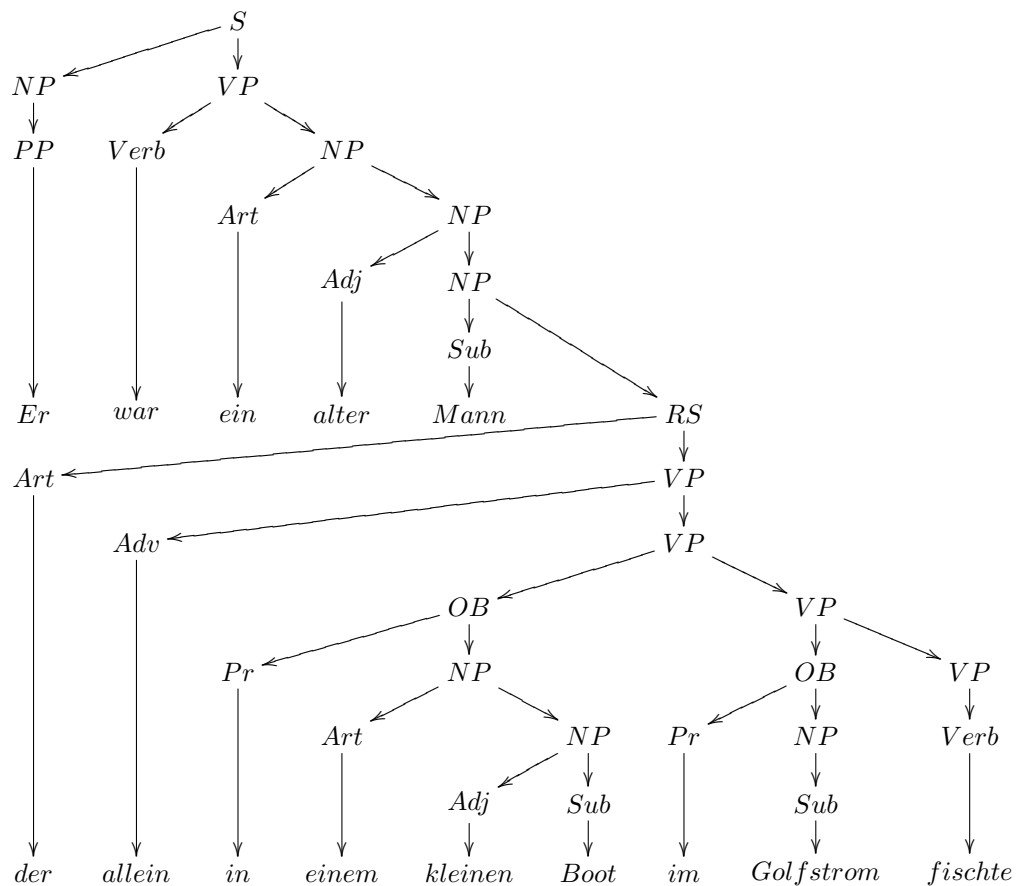 S
NP VP
PP Verb NP
Art NP
Adj NP
Sub
Er war ein alter Mann RS
Art VP
Adv VP
OB VP
Pr NP OB VP
Art NP Pr NP Verb
Adj Sub Sub
der allein in einem kleinen Boot im Golfstrom fischte